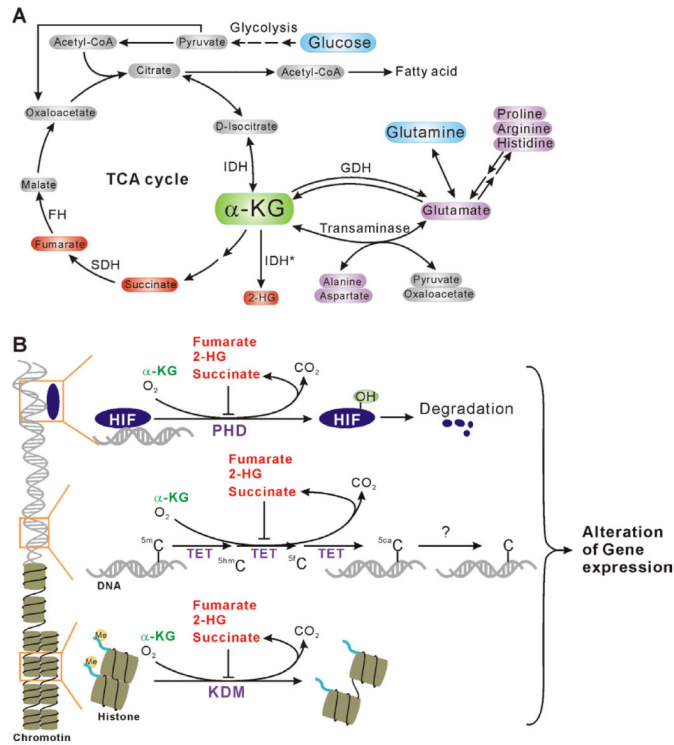 A
Glycolysis
Acetyl-CoA
Pyruvate
Glucose
Citrate
Acetyl-CoA
Fatty acid
Oxaloacetate
D-Isocitrate
Glutamine
Proline
Arginine
Histidine
IDH
GDH
TCA cycle
Malate
α-KG
Glutamate
FH
Transaminase
Fumarate
IDH*
SDH
Succinate
2-HG
Alanine
Aspartate
Pyruvate
Oxaloacetate
B
Fumarate
2-HG
Succinate
α-KG
O2
CO2
OH
HIF
PHD
HIF
Degradation
Fumarate
2-HG
Succinate
α-KG
O2
CO2
5mC
TET
5hmC
TET
5fC
TET
5caC
?
C
DNA
Alteration
of Gene
expression
Fumarate
2-HG
Succinate
α-KG
O2
CO2
Me
Me
KDM
Histone
Chromotin